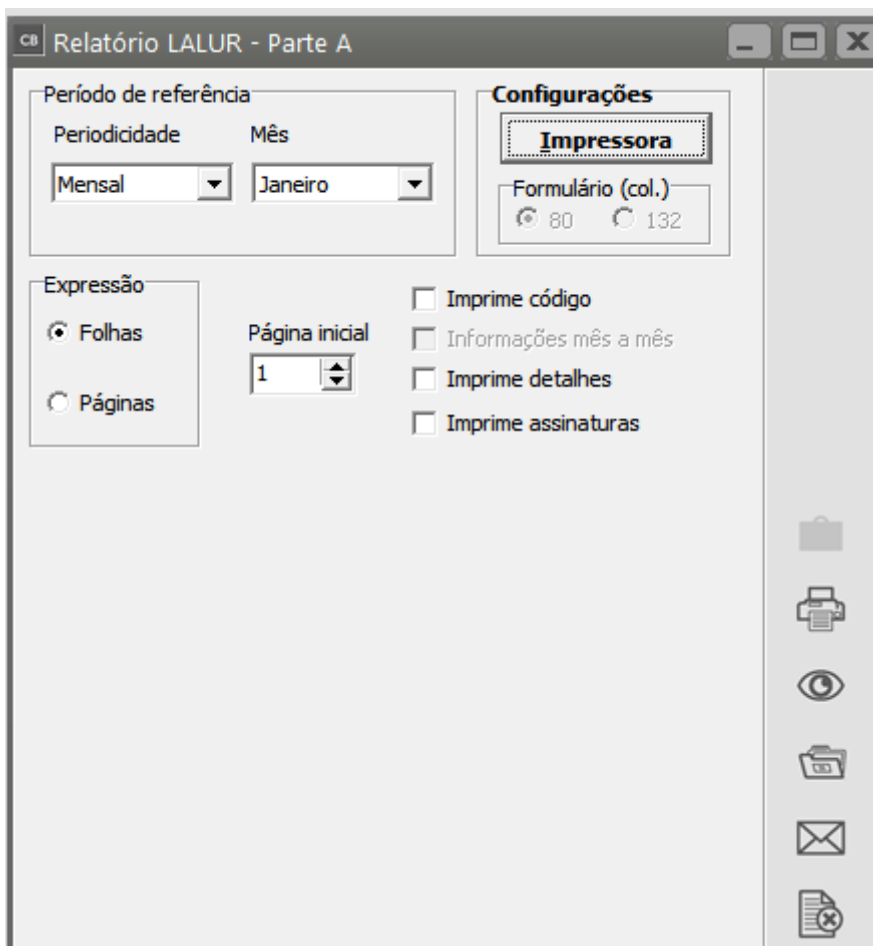 CB Relatório LALUR - Parte A
Período de referência
Periodicidade Mês
Mensal Janeiro
Configurações
Impressora
Formulário (col.)
80 132
Expressão
Folhas
Páginas
Página inicial
1
Imprime código
Informações mês a mês
Imprime detalhes
Imprime assinaturas